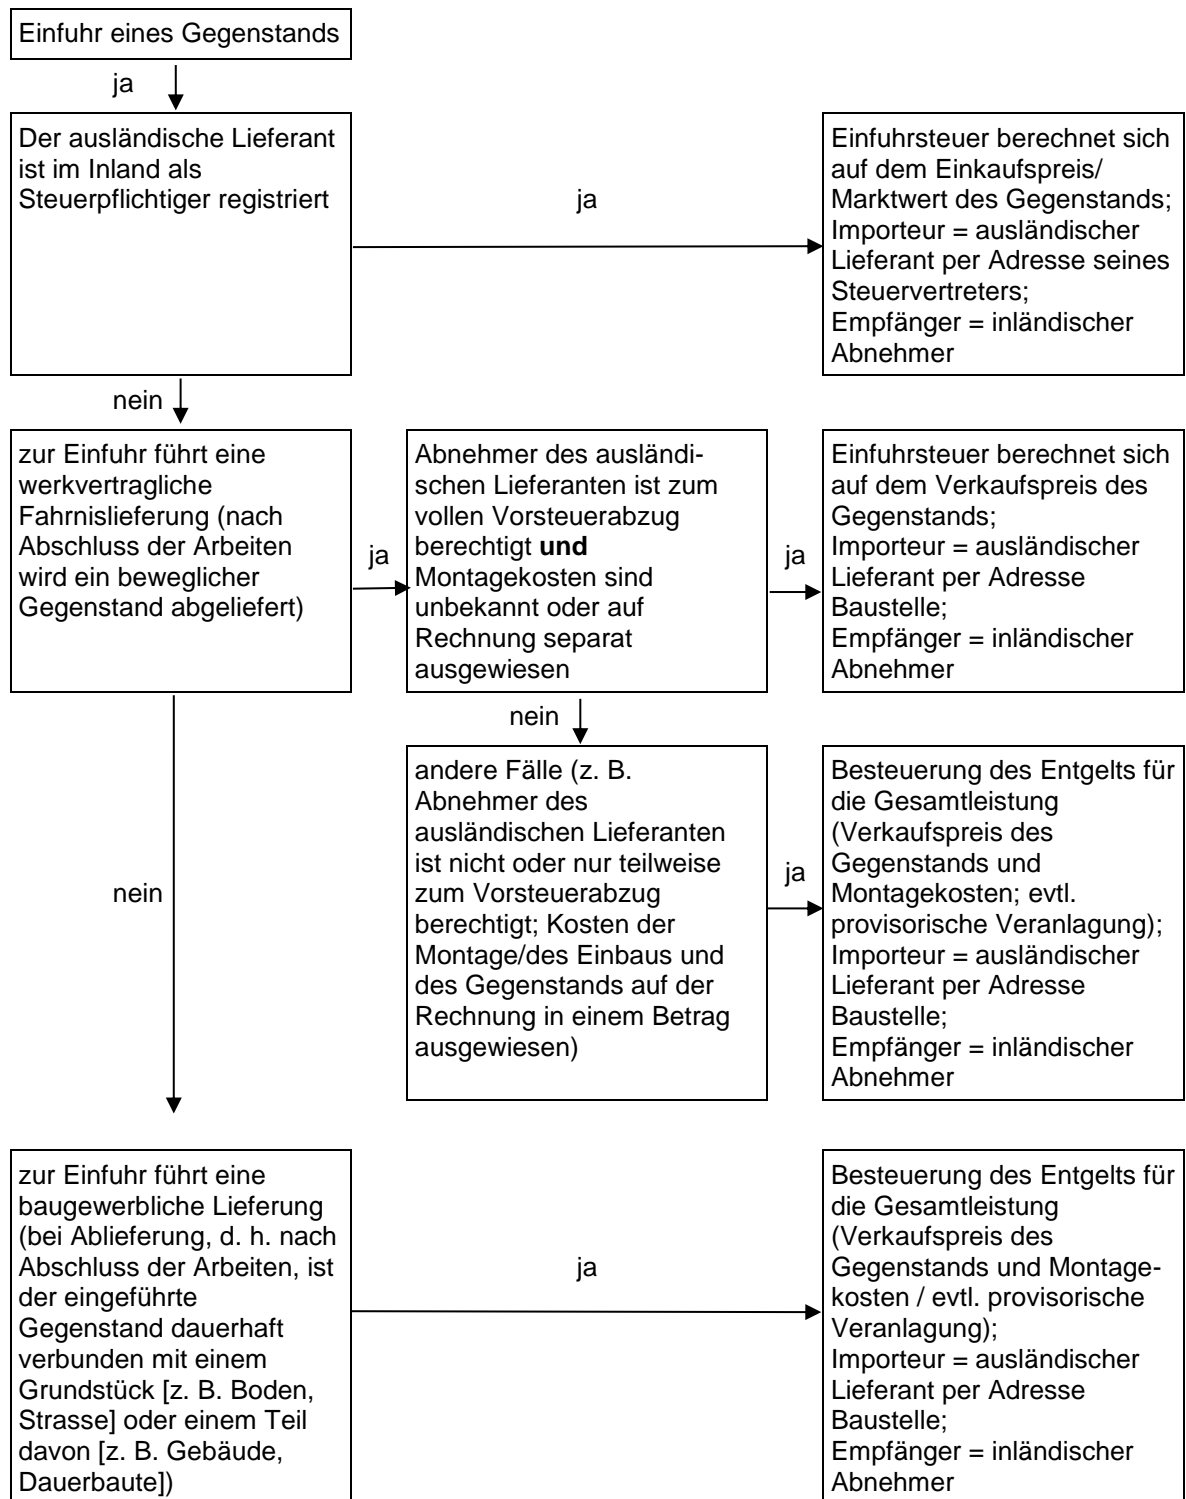 Einfuhr eines Gegenstands
ja
Der ausländische Lieferant
ist im Inland als
Steuerpflichtiger registriert
ja
Einfuhrsteuer berechnet sich
auf dem Einkaufspreis/
Marktwert des Gegenstands;
Importeur = ausländischer
Lieferant per Adresse seines
Steuervertreters;
Empfänger = inländischer
Abnehmer
nein
zur Einfuhr führt eine
werkvertragliche
Fahrnislieferung (nach
Abschluss der Arbeiten
wird ein beweglicher
Gegenstand abgeliefert)
ja
Abnehmer des ausländi-
schen Lieferanten ist zum
vollen Vorsteuerabzug
berechtigt und
Montagekosten sind
unbekannt oder auf
Rechnung separat
ausgewiesen
ja
Einfuhrsteuer berechnet sich
auf dem Verkaufspreis des
Gegenstands;
Importeur = ausländischer
Lieferant per Adresse
Baustelle;
Empfänger = inländischer
Abnehmer
nein
andere Fälle (z. B.
Abnehmer des
ausländischen Lieferanten
ist nicht oder nur teilweise
zum Vorsteuerabzug
berechtigt; Kosten der
Montage/des Einbaus und
des Gegenstands auf der
Rechnung in einem Betrag
ausgewiesen)
ja
Besteuerung des Entgelts für
die Gesamtleistung
(Verkaufspreis des
Gegenstands und
Montagekosten; evtl.
provisorische Veranlagung);
Importeur = ausländischer
Lieferant per Adresse
Baustelle;
Empfänger = inländischer
Abnehmer
nein
zur Einfuhr führt eine
baugewerbliche Lieferung
(bei Ablieferung, d. h. nach
Abschluss der Arbeiten, ist
der eingeführte
Gegenstand dauerhaft
verbunden mit einem
Grundstück [z. B. Boden,
Strasse] oder einem Teil
davon [z. B. Gebäude,
Dauerbaute])
ja
Besteuerung des Entgelts für
die Gesamtleistung
(Verkaufspreis des
Gegenstands und Montage-
kosten / evtl. provisorische
Veranlagung);
Importeur = ausländischer
Lieferant per Adresse
Baustelle;
Empfänger = inländischer
Abnehmer